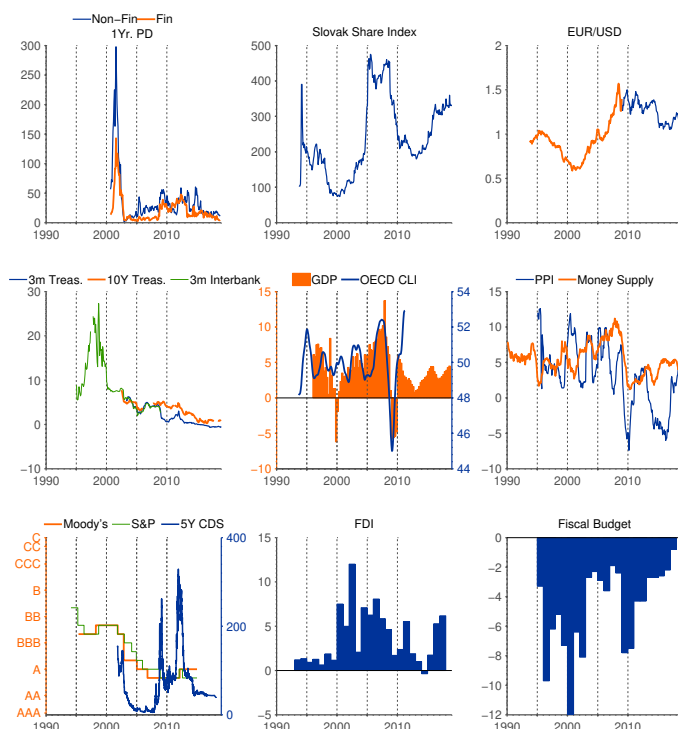 Non-Fin Fin
1Yr. PD
300
250
200
150
100
50
0
1990 2000 2010
Slovak Share Index
500
400
300
200
100
0
1990 2000 2010
EUR/USD
2
1.5
1
0.5
0
1990 2000 2010
3m Treas. 10Y Treas. 3m Interbank
30
20
10
0
-10
1990 2000 2010
GDP OECD CLI
15
10
5
0
-5
-10
54
52
50
48
46
44
1990 2000 2010
PPI Money Supply
15
10
5
0
-5
-10
1990 2000 2010
Moody's S&P 5Y CDS
C
CC
CCC
B
BB
BBB
A
AA
AAA
400
200
0
1990 2000 2010
FDI
15
10
5
0
-5
1990 2000 2010
Fiscal Budget
0
-2
-4
-6
-8
-10
-12
1990 2000 2010